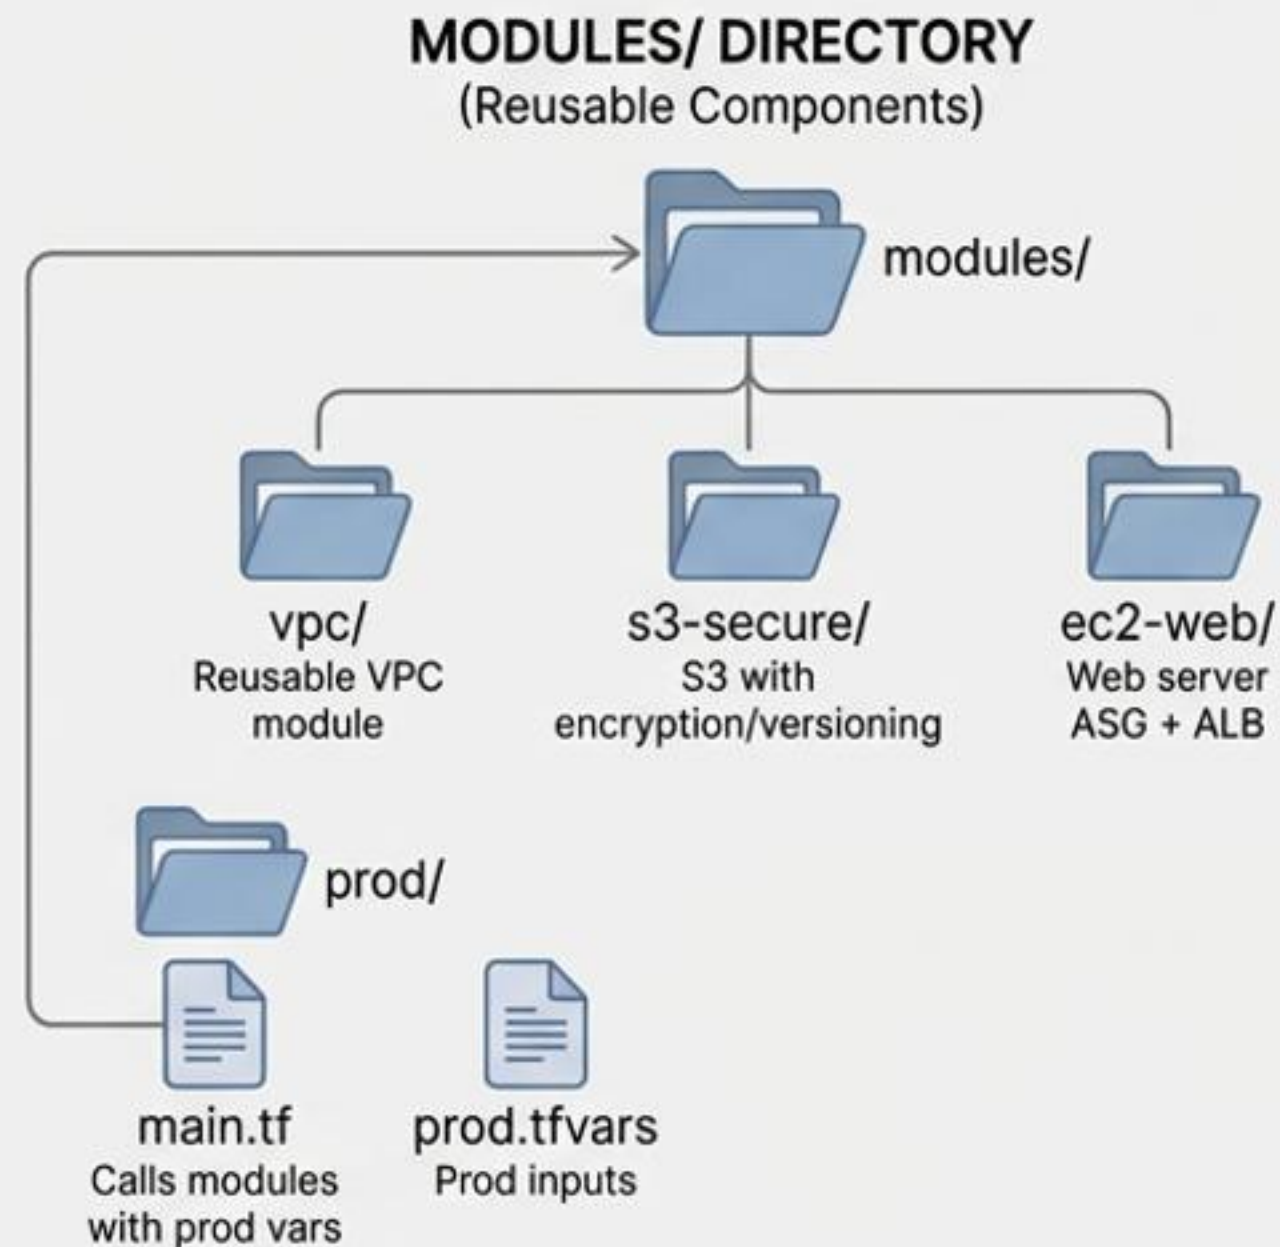 MODULES/ DIRECTORY
(Reusable Components)
modules/
vpc/
Reusable VPC
module
s3-secure/
S3 with
encryption/versioning
ec2-web/
Web server
ASG + ALB
prod/
main.tf
Calls modules
with prod vars
prod.tfvars
Prod inputs